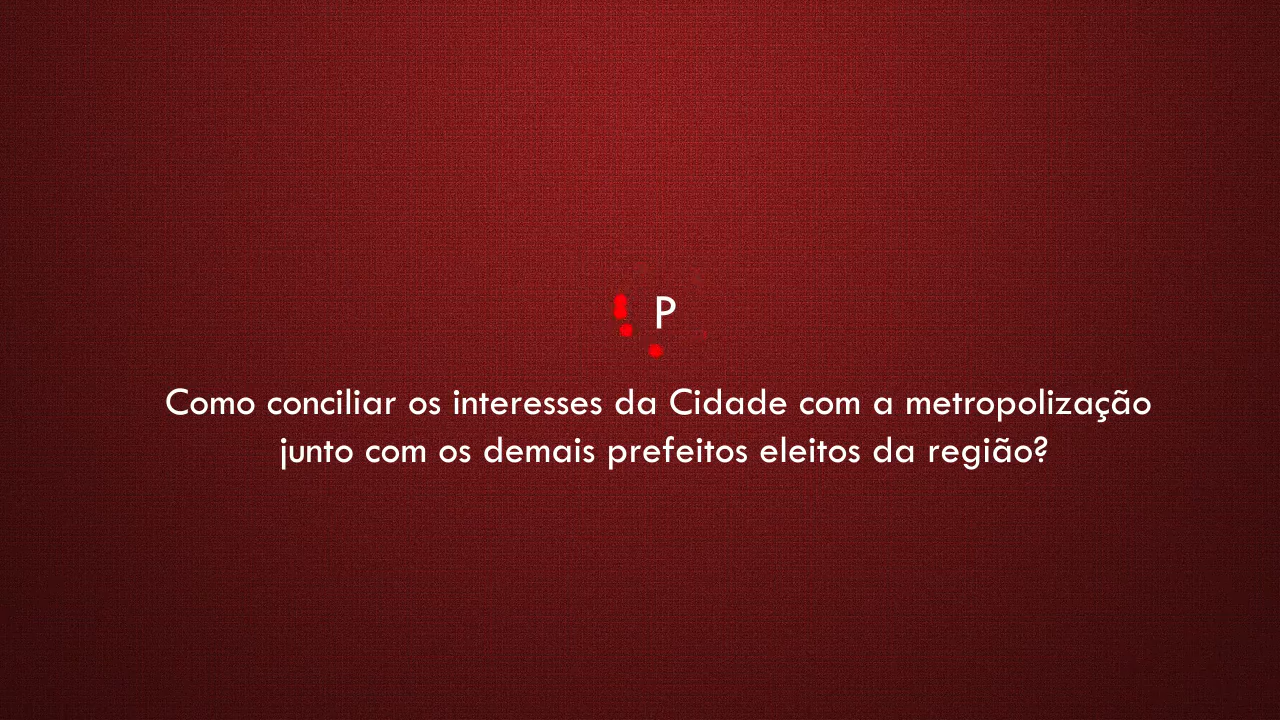 P
Como conciliar os interesses da Cidade com a metropolização
junto com os demais prefeitos eleitos da região?